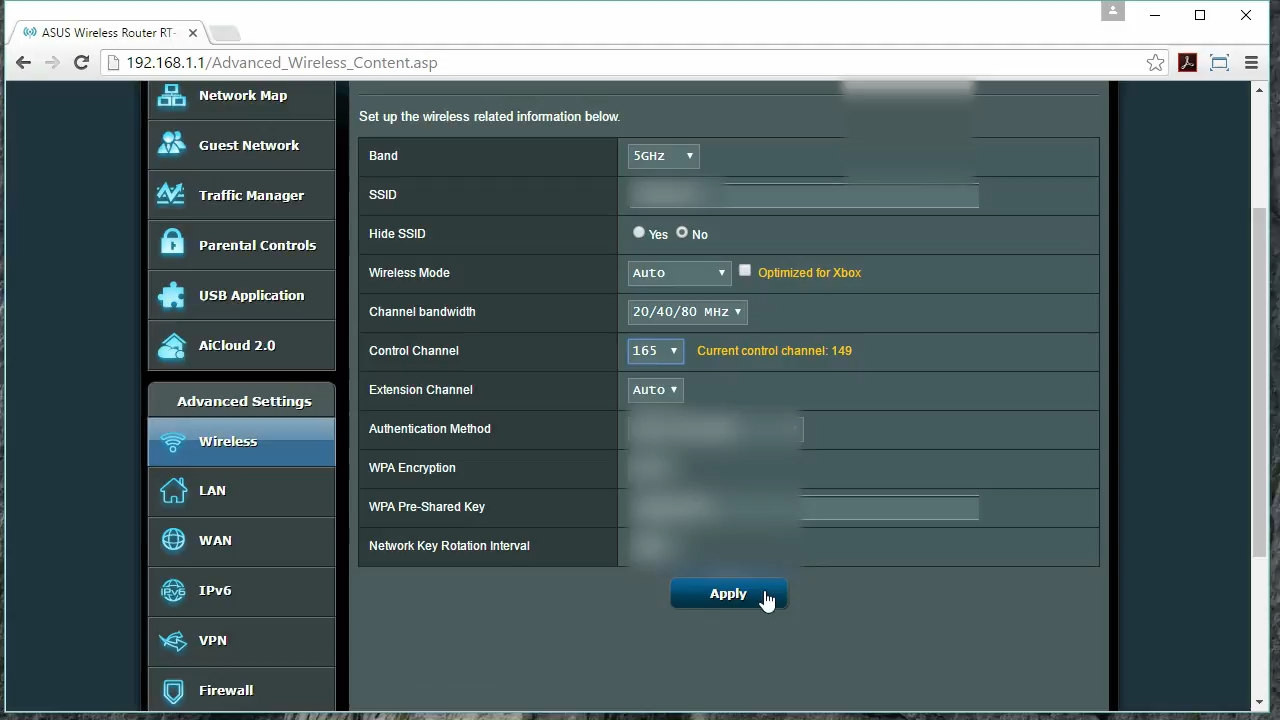 ASUS Wireless Router RT-
192.168.1.1/Advanced_Wireless_Content.asp
Network Map
Guest Network
Traffic Manager
Parental Controls
USB Application
AiCloud 2.0
Advanced Settings
Wireless
LAN
WAN
IPv6
VPN
Firewall
Set up the wireless related information below.
Band 5GHz
SSID
Hide SSID Yes No
Wireless Mode Auto Optimized for Xbox
Channel bandwidth 20/40/80 MHz
Control Channel 165 Current control channel: 149
Extension Channel Auto
Authentication Method
WPA Encryption
WPA Pre-Shared Key
Network Key Rotation Interval
Apply